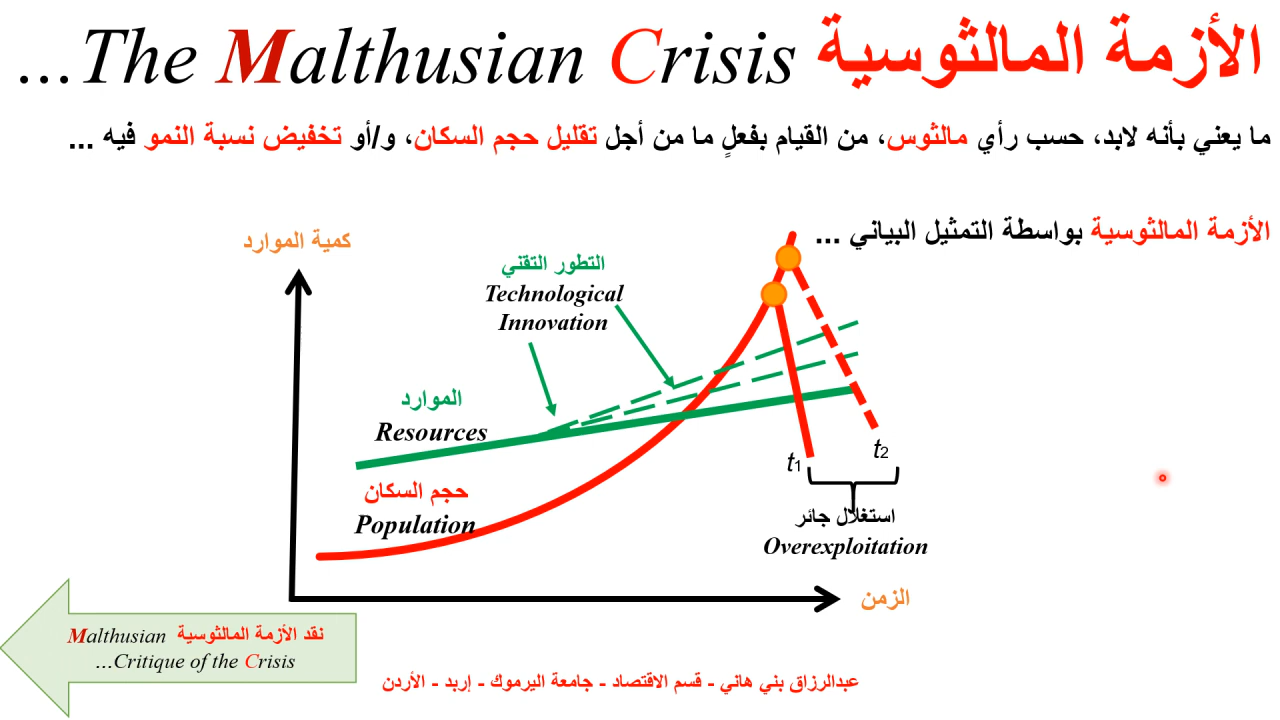 الأزمة المالثوسية The Malthusian Crisis...
ما يعني بأنه لابد، حسب رأي مالثوس، من القيام بفعلٍ ما من أجل تقليل حجم السكان، و/أو تخفيض نسبة النمو فيه ...
الأزمة المالثوسية بواسطة التمثيل البياني ...
كمية الموارد
التطور التقني
Technological
Innovation
الموارد
Resources
حجم السكان
Population
t1
t2
استغلال جائر
Overexploitation
الزمن
نقد الأزمة المالثوسية Malthusian
...Critique of the Crisis
عبدالرزاق بني هاني - قسم الاقتصاد - جامعة اليرموك - إربد - الأردن